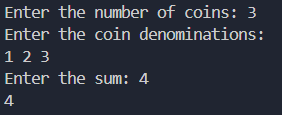 Enter the number of coins: 3
Enter the coin denominations:
1 2 3
Enter the sum: 4
4